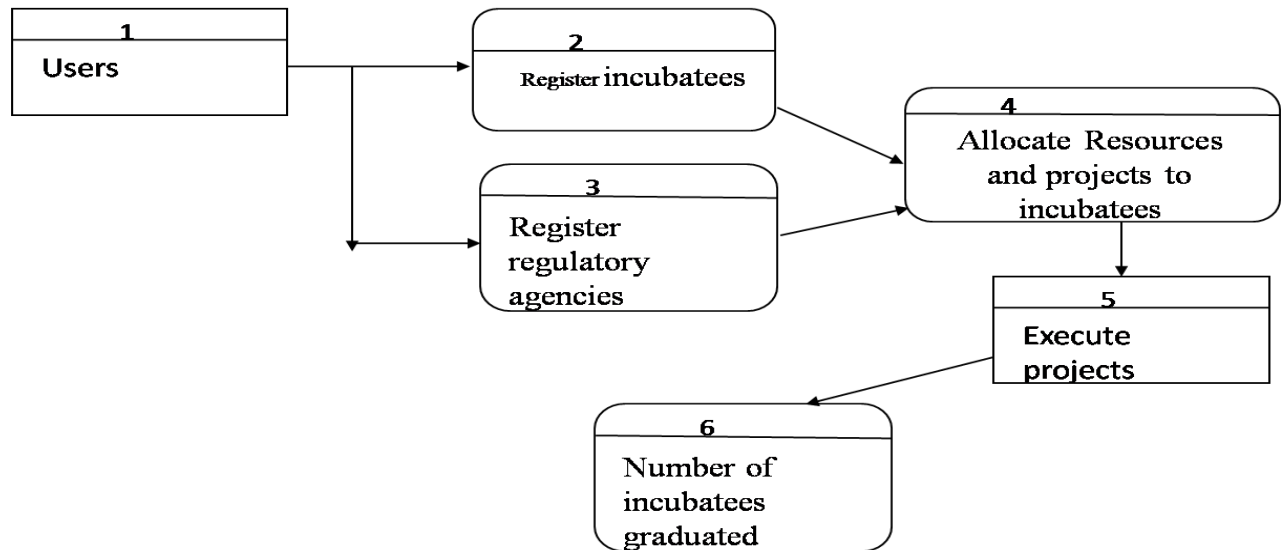 1
Users
2
Register incubatees
3
Register
regulatory
agencies
4
Allocate Resources
and projects to
incubatees
5
Execute
projects
6
Number of
incubatees
graduated